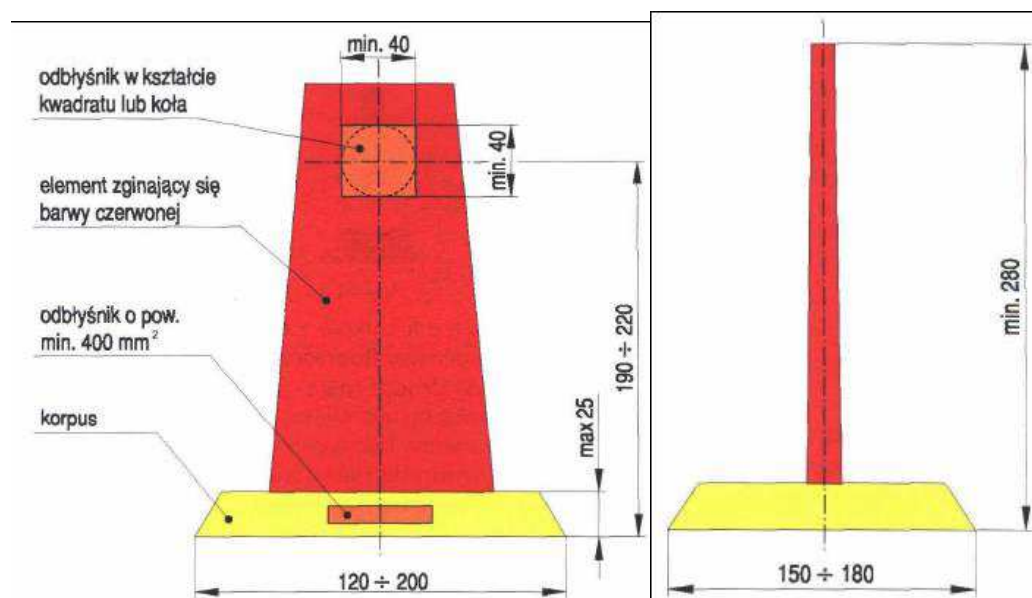 min. 40
odbłyśnik w kształcie
kwadratu lub koła
min. 40
element zginający się
barwy czerwonej
odbłyśnik o pow.
min. 400 mm²
korpus
190 ÷ 220
max 25
120 ÷ 200
min. 280
150 ÷ 180